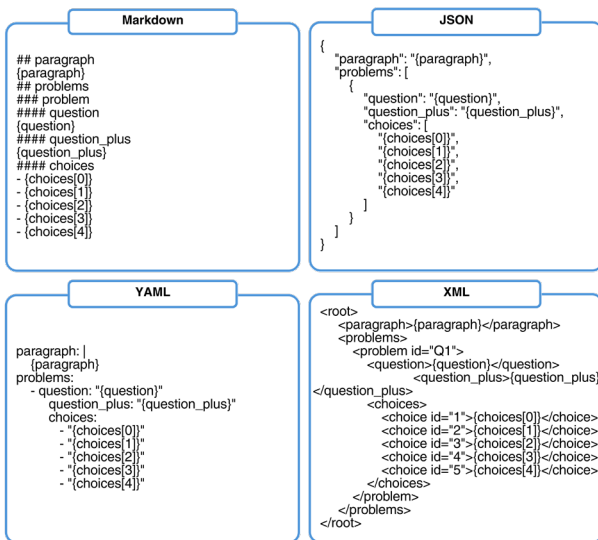 Markdown
## paragraph
{paragraph}
## problems
### problem
#### question
{question}
#### question_plus
{question_plus}
#### choices
- {choices[0]}
- {choices[1]}
- {choices[2]}
- {choices[3]}
- {choices[4]}
JSON
{
"paragraph": "{paragraph}",
"problems": [
{
"question": "{question}",
"question_plus": "{question_plus}",
"choices": [
"{choices[0]}",
"{choices[1]}",
"{choices[2]}",
"{choices[3]}",
"{choices[4]}"
]
}
]
}
YAML
paragraph: |
{paragraph}
problems:
- question: "{question}"
question_plus: "{question_plus}"
choices:
- "{choices[0]}"
- "{choices[1]}"
- "{choices[2]}"
- "{choices[3]}"
- "{choices[4]}"
XML
<root>
<paragraph>{paragraph}</paragraph>
<problems>
<problem id="Q1">
<question>{question}</question>
<question_plus>{question_plus}
</question_plus>
<choices>
<choice id="1">{choices[0]}</choice>
<choice id="2">{choices[1]}</choice>
<choice id="3">{choices[2]}</choice>
<choice id="4">{choices[3]}</choice>
<choice id="5">{choices[4]}</choice>
</choices>
</problem>
</problems>
</root>